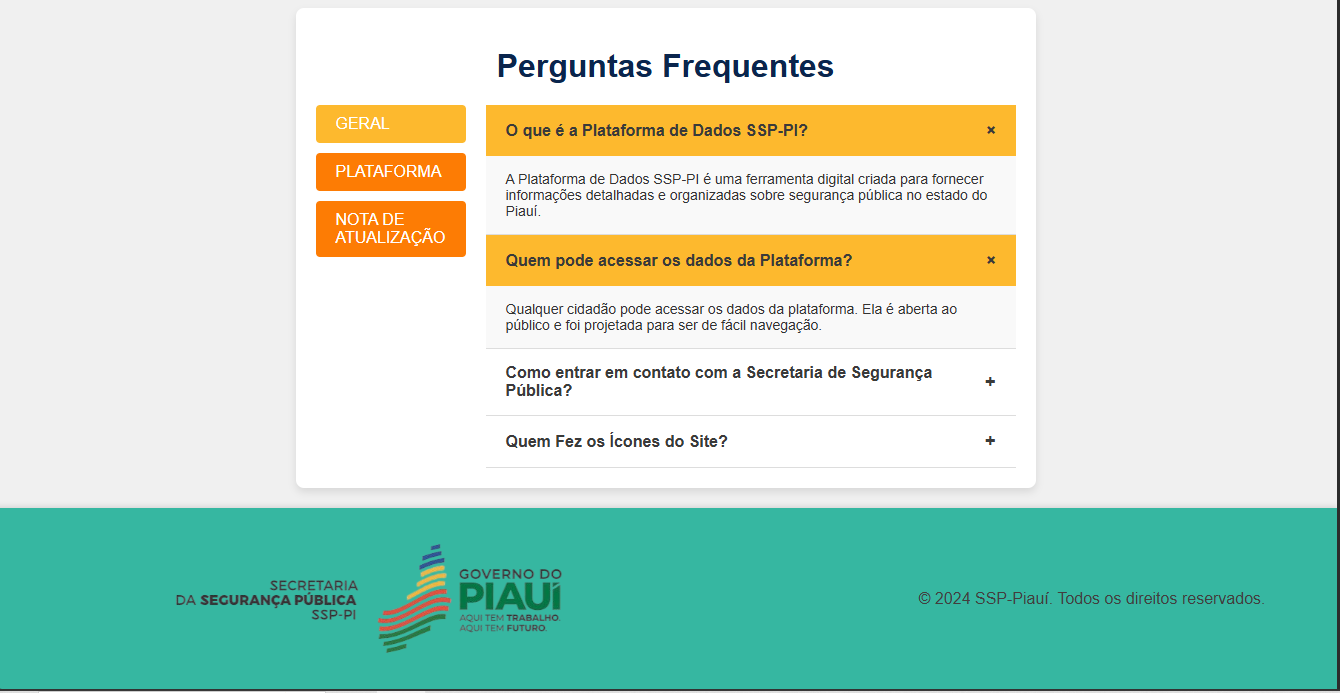 Perguntas Frequentes
GERAL
PLATAFORMA
NOTA DE
ATUALIZAÇÃO
O que é a Plataforma de Dados SSP-PI? ×
A Plataforma de Dados SSP-PI é uma ferramenta digital criada para fornecer
informações detalhadas e organizadas sobre segurança pública no estado do
Piauí.
Quem pode acessar os dados da Plataforma? ×
Qualquer cidadão pode acessar os dados da plataforma. Ela é aberta ao
público e foi projetada para ser de fácil navegação.
Como entrar em contato com a Secretaria de Segurança
Pública? +
Quem Fez os Ícones do Site? +
SECRETARIA
DA SEGURANÇA PÚBLICA
SSP-PI
GOVERNO DO
PIAUÍ
AQUI TEM TRABALHO.
AQUI TEM FUTURO.
© 2024 SSP-Piauí. Todos os direitos reservados.